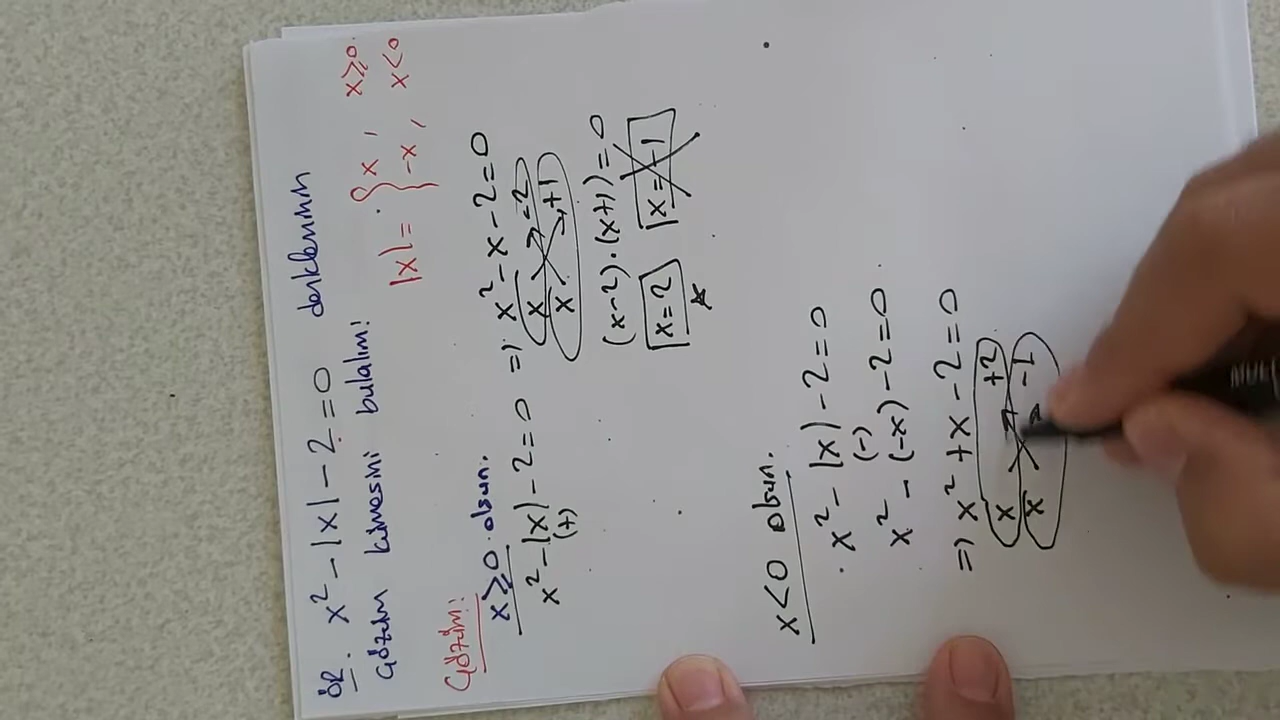 ÖR. x² - |x| - 2 = 0 denkleminin
çözüm kümesini bulalım!
|x| = { x , x ≥ 0
-x , x < 0
Çözüm:
x ≥ 0 olsun.
x² - |x| - 2 = 0 ⇒ x² - x - 2 = 0
(+)
x -2
x +1
(x-2)·(x+1) = 0
x = 2 x = -1
x < 0 olsun.
x² - |x| - 2 = 0
(-)
x² - (-x) - 2 = 0
⇒ x² + x - 2 = 0
x +2
x -1